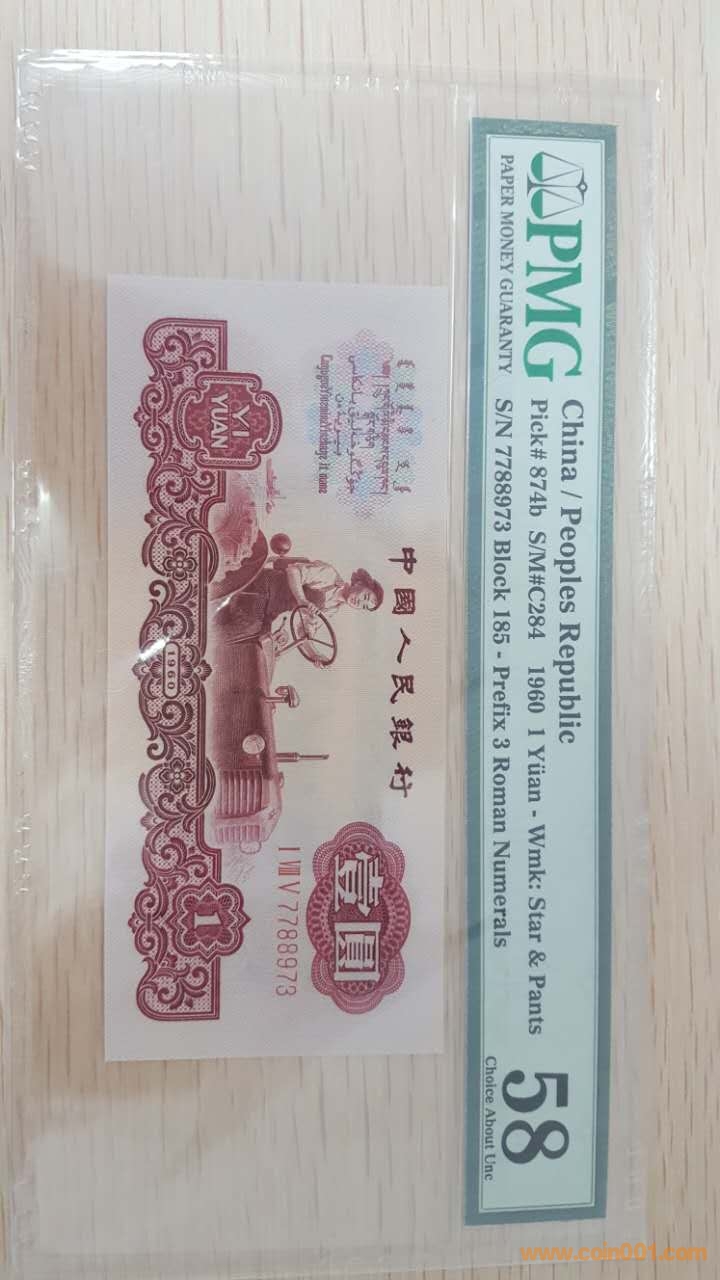 PMG
PAPER MONEY GUARANTY
China / Peoples Republic
Pick# 874b S/M#C284 1960 1 Yüan - Wmk: Star & Pants
S/N 7788973 Block 185 - Prefix 3 Roman Numerals
58
Choice About Unc
中國人民銀行
YI
YUAN
壹圓
I VIII V 7788973
1960
1
www.coin001.com